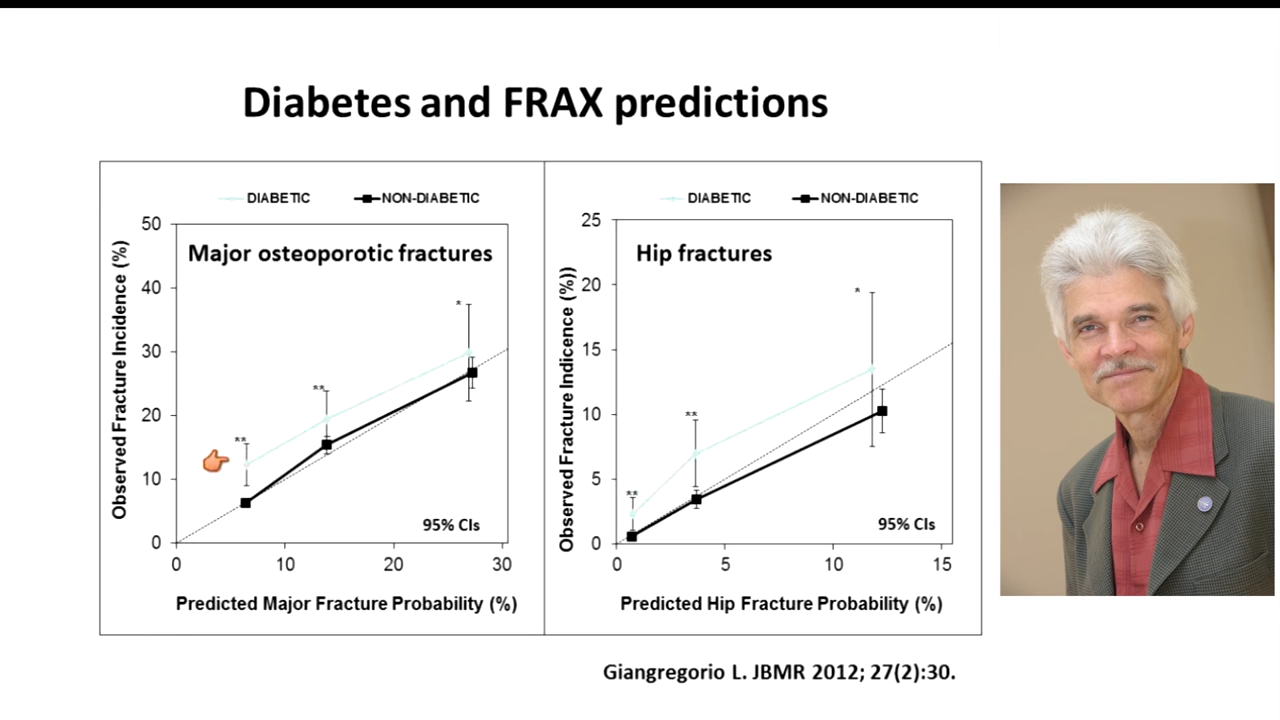 Diabetes and FRAX predictions
DIABETIC
NON-DIABETIC
Major osteoporotic fractures
Observed Fracture Incidence (%)
50
40
30
20
10
0
**
**
*
95% CIs
0 10 20 30
Predicted Major Fracture Probability (%)
DIABETIC
NON-DIABETIC
Hip fractures
Observed Fracture Indicence (%))
25
20
15
10
5
0
**
**
*
95% CIs
0 5 10 15
Predicted Hip Fracture Probability (%)
Giangregorio L. JBMR 2012; 27(2):30.